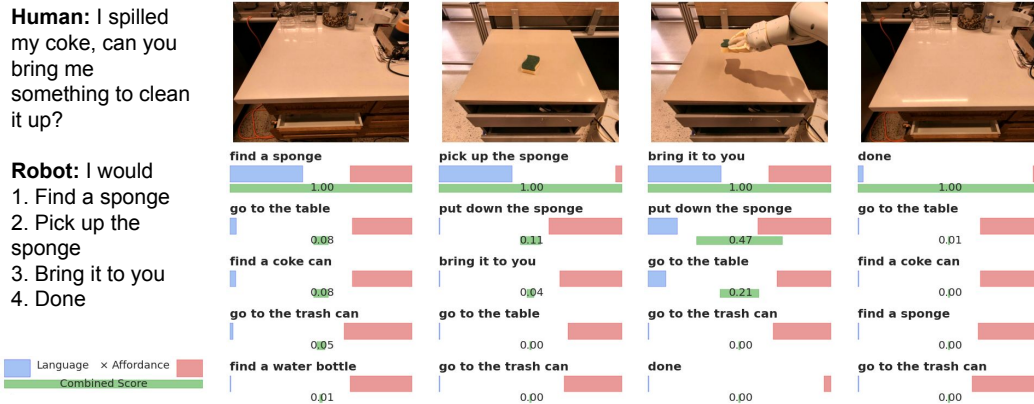 Human: I spilled
my coke, can you
bring me
something to clean
it up?
Robot: I would
1. Find a sponge
2. Pick up the
sponge
3. Bring it to you
4. Done
Language × Affordance
Combined Score
find a sponge
1.00
go to the table
0.08
find a coke can
0.08
go to the trash can
0.05
find a water bottle
0.01
pick up the sponge
1.00
put down the sponge
0.11
bring it to you
0.04
go to the table
0.00
go to the trash can
0.00
bring it to you
1.00
put down the sponge
0.47
go to the table
0.21
go to the trash can
0.00
done
0.00
done
1.00
go to the table
0.01
find a coke can
0.00
find a sponge
0.00
go to the trash can
0.00